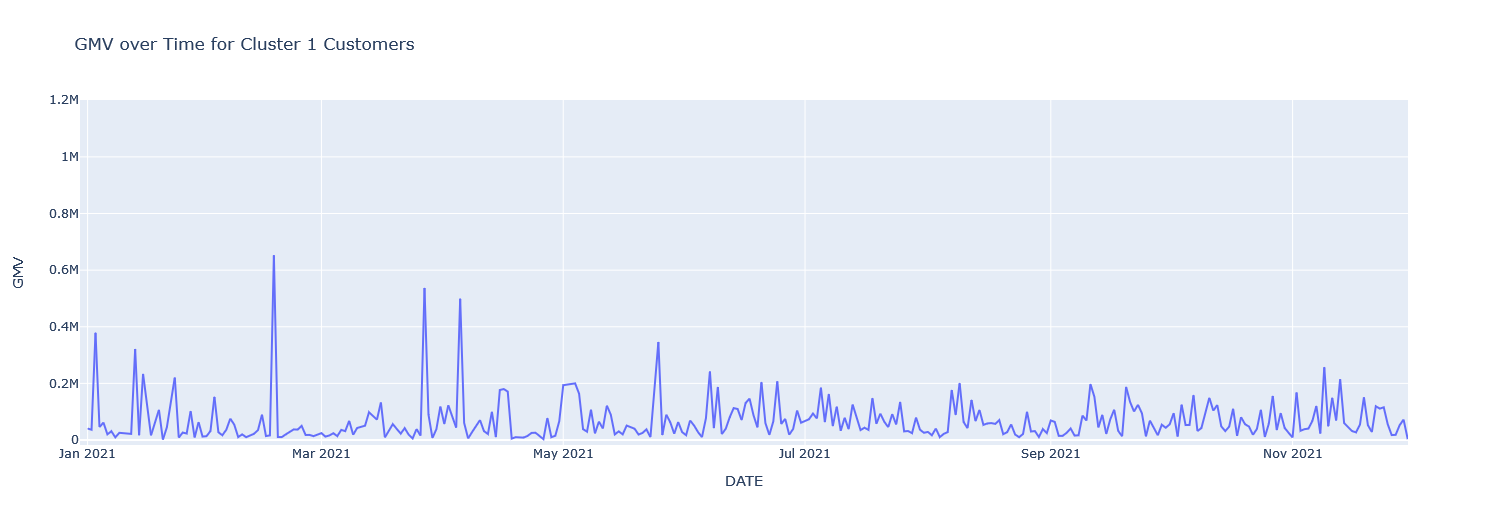 GMV over Time for Cluster 1 Customers
1.2M
1M
0.8M
0.6M
0.4M
0.2M
0
GMV
Jan 2021 Mar 2021 May 2021 Jul 2021 Sep 2021 Nov 2021
DATE